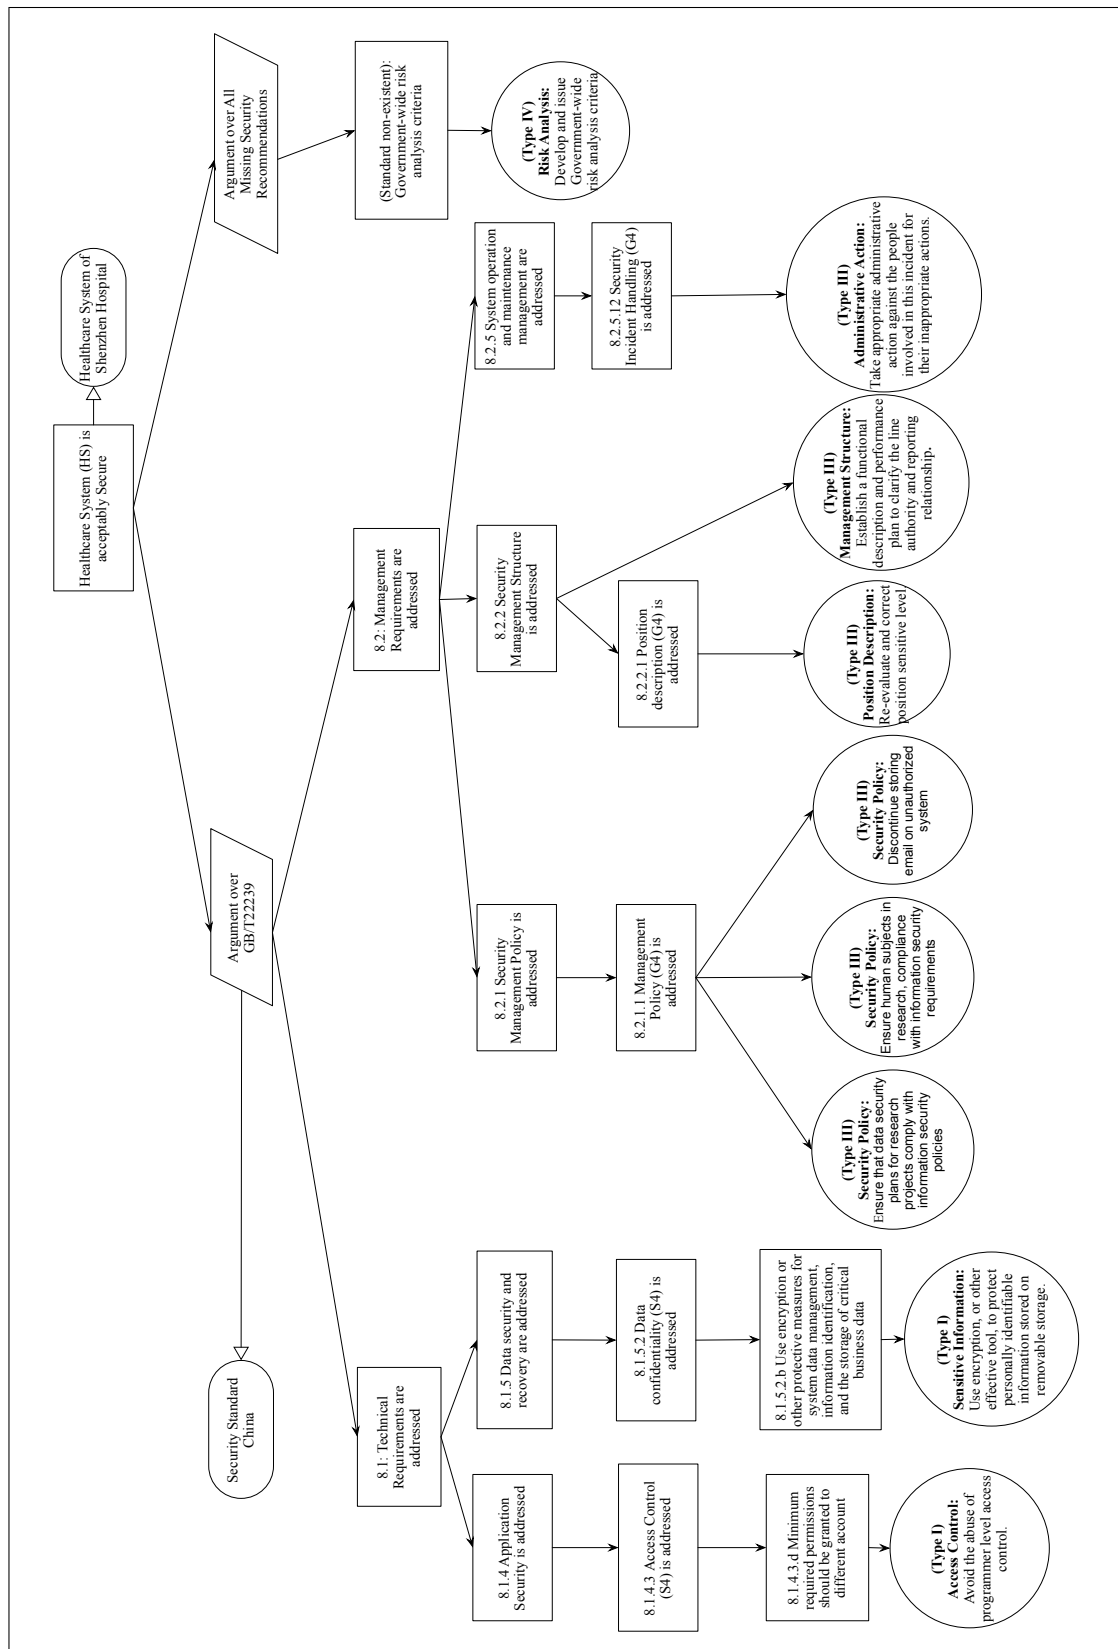 Healthcare System (HS) is
acceptably Secure
Healthcare System of
Shenzhen Hospital
Argument over
GB/T22239
Security Standard
China
Argument over All
Missing Security
Recommendations
8.1: Technical
Requirements are
addressed
8.2: Management
Requirements are
addressed
(Standard non-existent):
Government-wide risk
analysis criteria
8.1.4 Application
Security is addressed
8.1.5 Data security and
recovery are addressed
8.2.1 Security
Management Policy is
addressed
8.2.2 Security
Management Structure
is addressed
8.2.5 System operation
and maintenance
management are
addressed
(Type IV)
Risk Analysis:
Develop and issue
Government-wide
risk analysis criteria
8.1.4.3 Access Control
(S4) is addressed
8.1.5.2 Data
confidentiality (S4) is
addressed
8.2.1.1 Management
Policy (G4) is
addressed
8.2.2.1 Position
description (G4) is
addressed
8.2.5.12 Security
Incident Handling (G4)
is addressed
8.1.4.3.d Minimum
required permissions
should be granted to
different account
8.1.5.2.b Use encryption or
other protective measures for
system data management,
information identification,
and the storage of critical
business data
(Type III)
Security Policy:
Ensure that data security
plans for research
projects comply with
information security
policies
(Type III)
Security Policy:
Ensure human subjects in
research, compliance
with information security
requirements
(Type III)
Security Policy:
Discontinue storing
email on unauthorized
system
(Type III)
Position Description:
Re-evaluate and correct
position sensitive level
(Type III)
Management Structure:
Establish a functional
description and performance
plan to clarify the line
authority and reporting
relationship.
(Type III)
Administrative Action:
Take appropriate administrative
action against the people
involved in this incident for
their inappropriate actions.
(Type I)
Access Control:
Avoid the abuse of
programmer level access
control.
(Type I)
Sensitive Information:
Use encryption, or other
effective tool, to protect
personally identifiable
information stored on
removable storage.